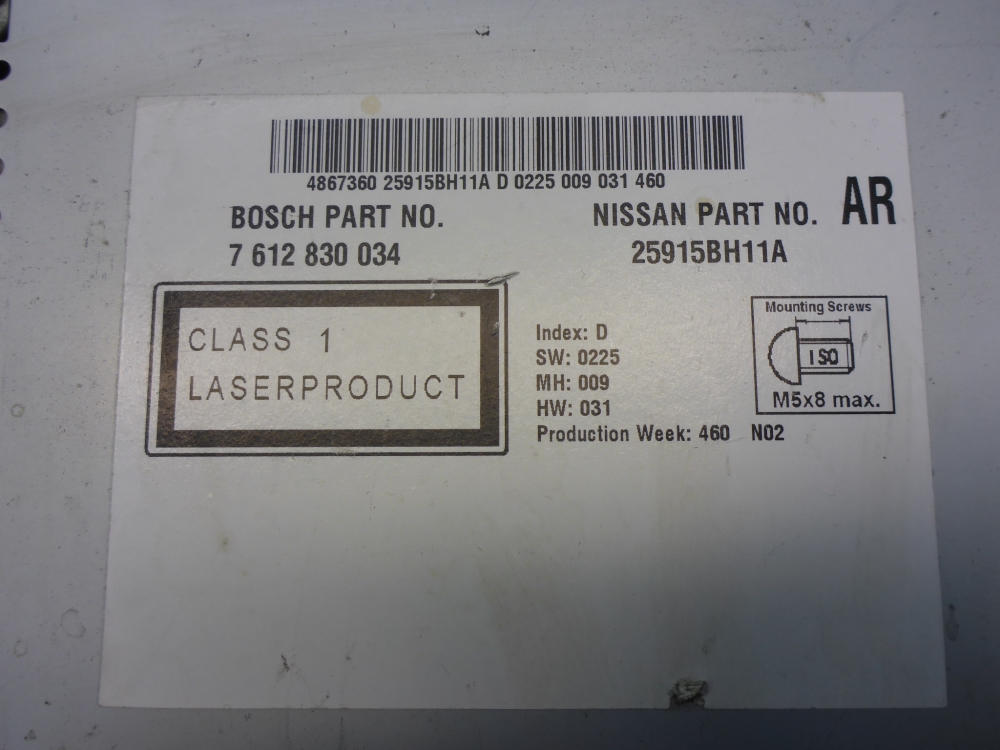 4867360 25915BH11A D 0225 009 031 460
BOSCH PART NO.
7 612 830 034
NISSAN PART NO.
25915BH11A
AR
CLASS 1
LASERPRODUCT
Index: D
SW: 0225
MH: 009
HW: 031
Production Week: 460 N02
Mounting Screws
ISO
M5x8 max.